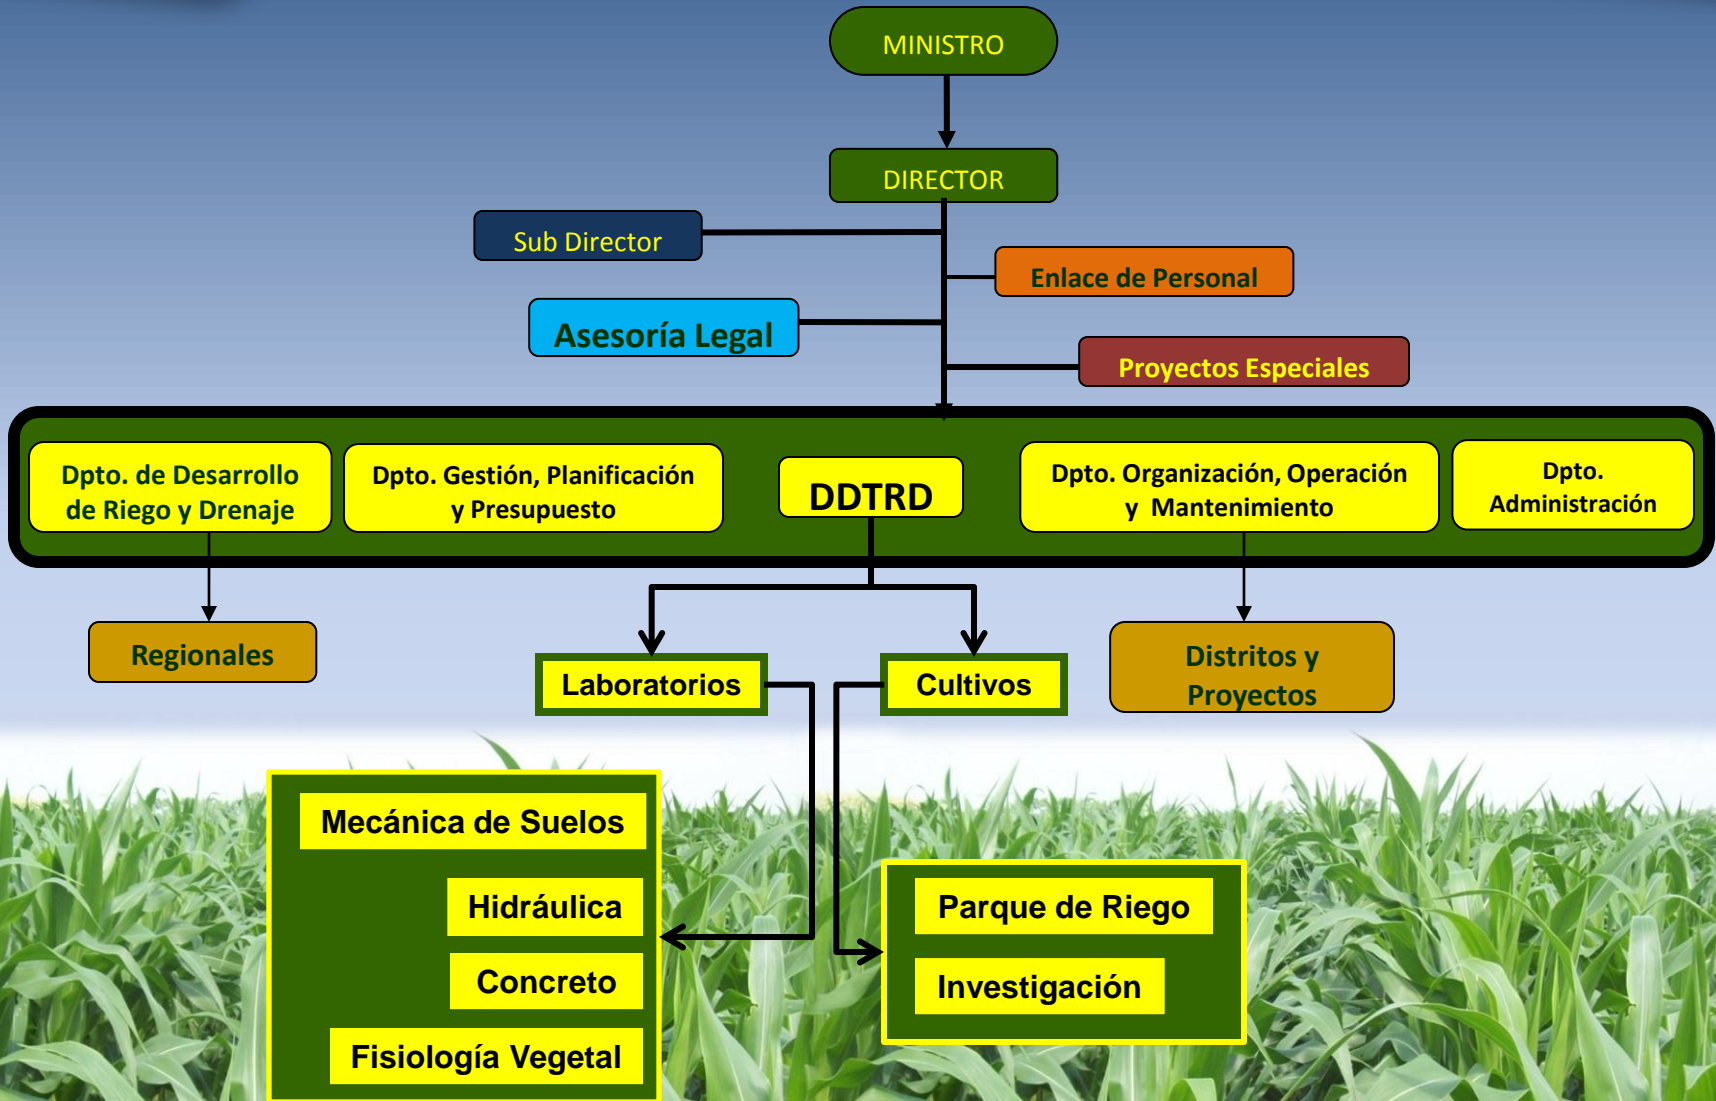 MINISTRO
DIRECTOR
Sub Director
Enlace de Personal
Asesoría Legal
Proyectos Especiales
Dpto. de Desarrollo
de Riego y Drenaje
Dpto. Gestión, Planificación
y Presupuesto
DDTRD
Dpto. Organización, Operación
y Mantenimiento
Dpto.
Administración
Regionales
Laboratorios
Cultivos
Distritos y
Proyectos
Mecánica de Suelos
Hidráulica
Concreto
Fisiología Vegetal
Parque de Riego
Investigación